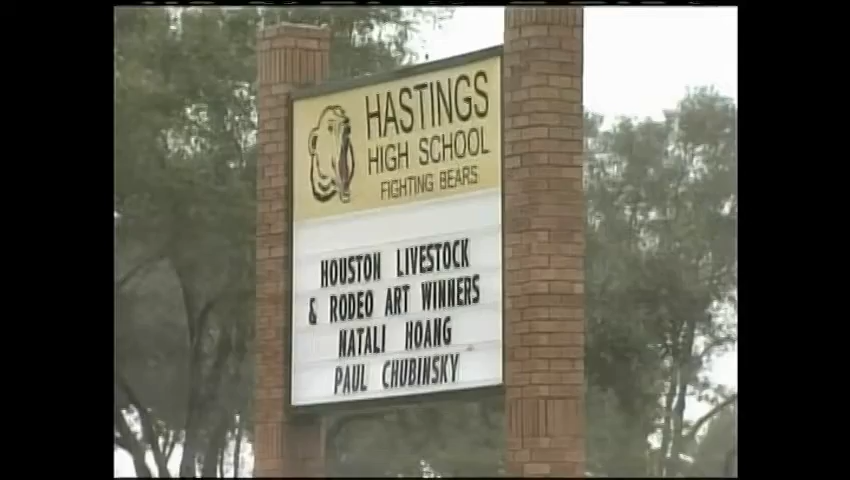 HASTINGS
HIGH SCHOOL
FIGHTING BEARS
HOUSTON LIVESTOCK
& RODEO ART WINNERS
NATALI HOANG
PAUL CHUBINSKY